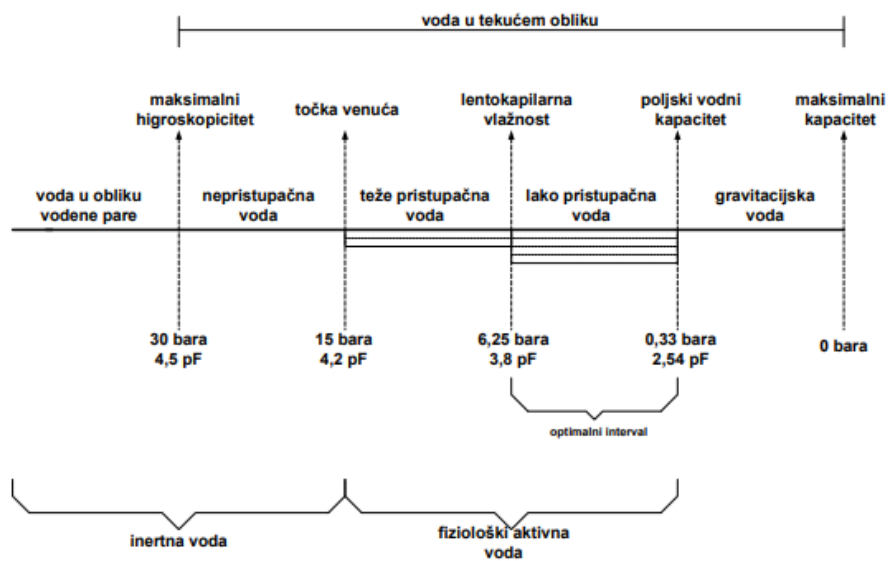 voda u tekućem obliku
maksimalni
higroskopicitet
točka venuća
lentokapilarna
vlažnost
poljski vodni
kapacitet
maksimalni
kapacitet
voda u obliku
vodene pare
nepristupačna
voda
teže pristupačna
voda
lako pristupačna
voda
gravitacijska
voda
30 bara
4,5 pF
15 bara
4,2 pF
6,25 bara
3,8 pF
0,33 bara
2,54 pF
0 bara
optimalni interval
inertna voda
fiziološki aktivna
voda